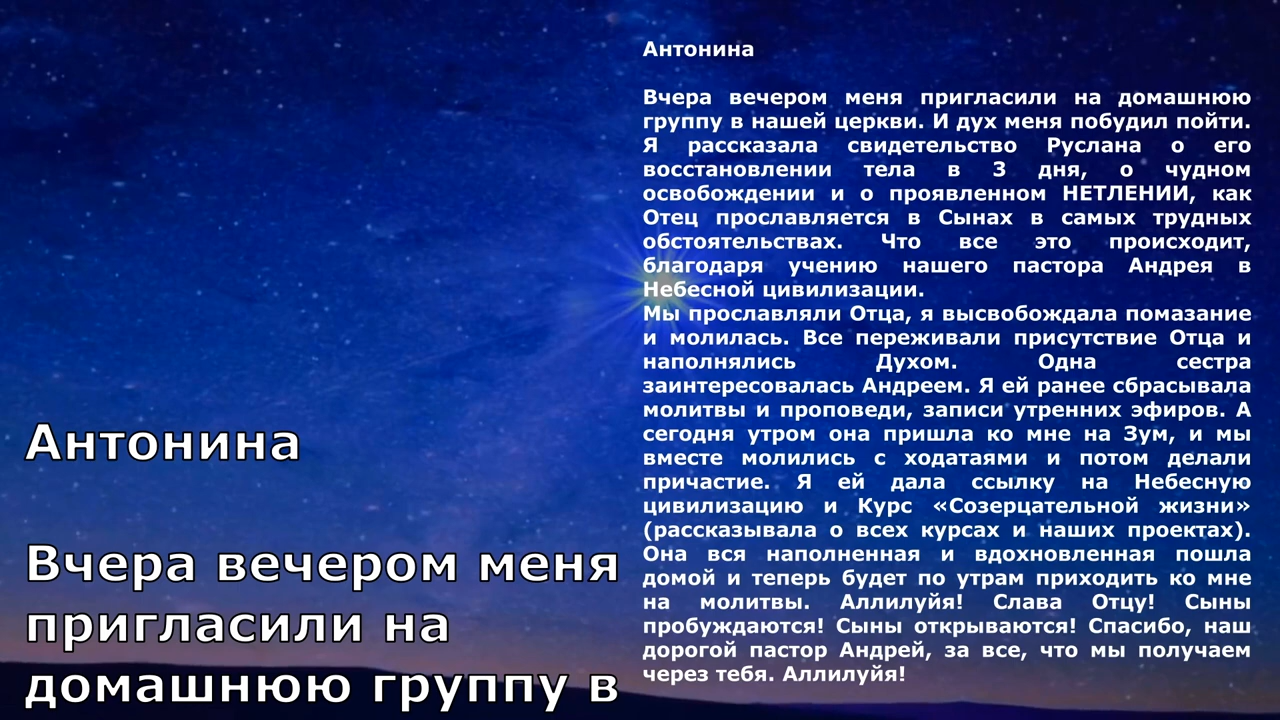 Антонина
Вчера вечером меня
пригласили на
домашнюю группу в
Антонина
Вчера вечером меня пригласили на домашнюю
группу в нашей церкви. И дух меня побудил пойти.
Я рассказала свидетельство Руслана о его
восстановлении тела в 3 дня, о чудном
освобождении и о проявленном НЕТЛЕНИИ, как
Отец прославляется в Сынах в самых трудных
обстоятельствах. Что все это происходит,
благодаря учению нашего пастора Андрея в
Небесной цивилизации.
Мы прославляли Отца, я высвобождала помазание
и молилась. Все переживали присутствие Отца и
наполнялись Духом. Одна сестра
заинтересовалась Андреем. Я ей ранее сбрасывала
молитвы и проповеди, записи утренних эфиров. А
сегодня утром она пришла ко мне на Зум, и мы
вместе молились с ходатаями и потом делали
причастие. Я ей дала ссылку на Небесную
цивилизацию и Курс «Созерцательной жизни»
(рассказывала о всех курсах и наших проектах).
Она вся наполненная и вдохновленная пошла
домой и теперь будет по утрам приходить ко мне
на молитвы. Аллилуйя! Слава Отцу! Сыны
пробуждаются! Сыны открываются! Спасибо, наш
дорогой пастор Андрей, за все, что мы получаем
через тебя. Аллилуйя!